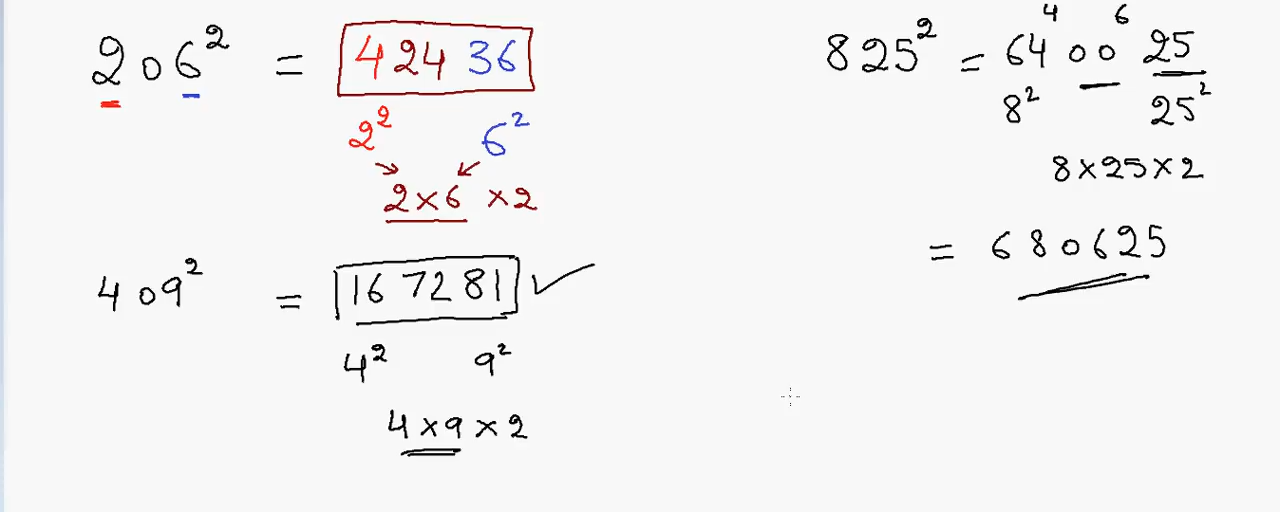 206² = 42436
2² 6²
2×6 ×2
409² = 167281
4² 9²
4×9×2
825² = 64 ⁴ 00 ⁶ 25
8² 25²
8×25×2
= 680625